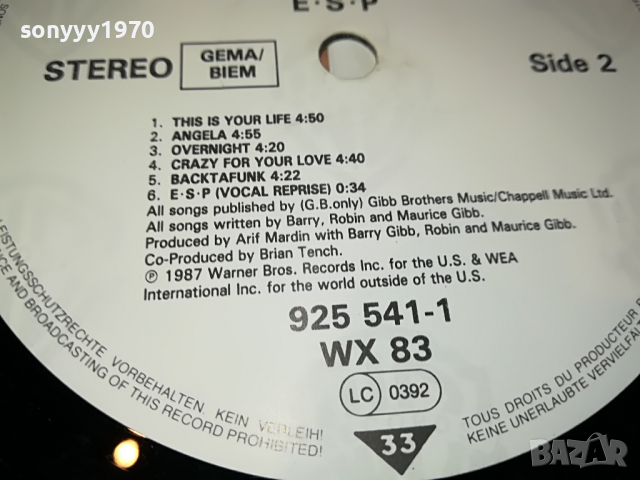 sonyyy1970
E·S·P
STEREO
GEMA/
BIEM
Side 2
1. THIS IS YOUR LIFE 4:50
2. ANGELA 4:55
3. OVERNIGHT 4:20
4. CRAZY FOR YOUR LOVE 4:40
5. BACKTAFUNK 4:22
6. E·S·P (VOCAL REPRISE) 0:34
All songs published by (G.B.only) Gibb Brothers Music/Chappell Music Ltd.
All songs written by Barry, Robin and Maurice Gibb.
Produced by Arif Mardin with Barry Gibb, Robin and Maurice Gibb.
Co-Produced by Brian Tench.
Ⓟ 1987 Warner Bros. Records Inc. for the U.S. & WEA
International Inc. for the world outside of the U.S.
925 541-1
WX 83
LC 0392
33
LEISTUNGSSCHUTZRECHTE VORBEHALTEN. KEIN VERLEIH!
AND BROADCASTING OF THIS RECORD PROHIBITED!
TOUS DROITS DU PRODUCTEUR
KEINE UNERLAUBTE
BAZAR